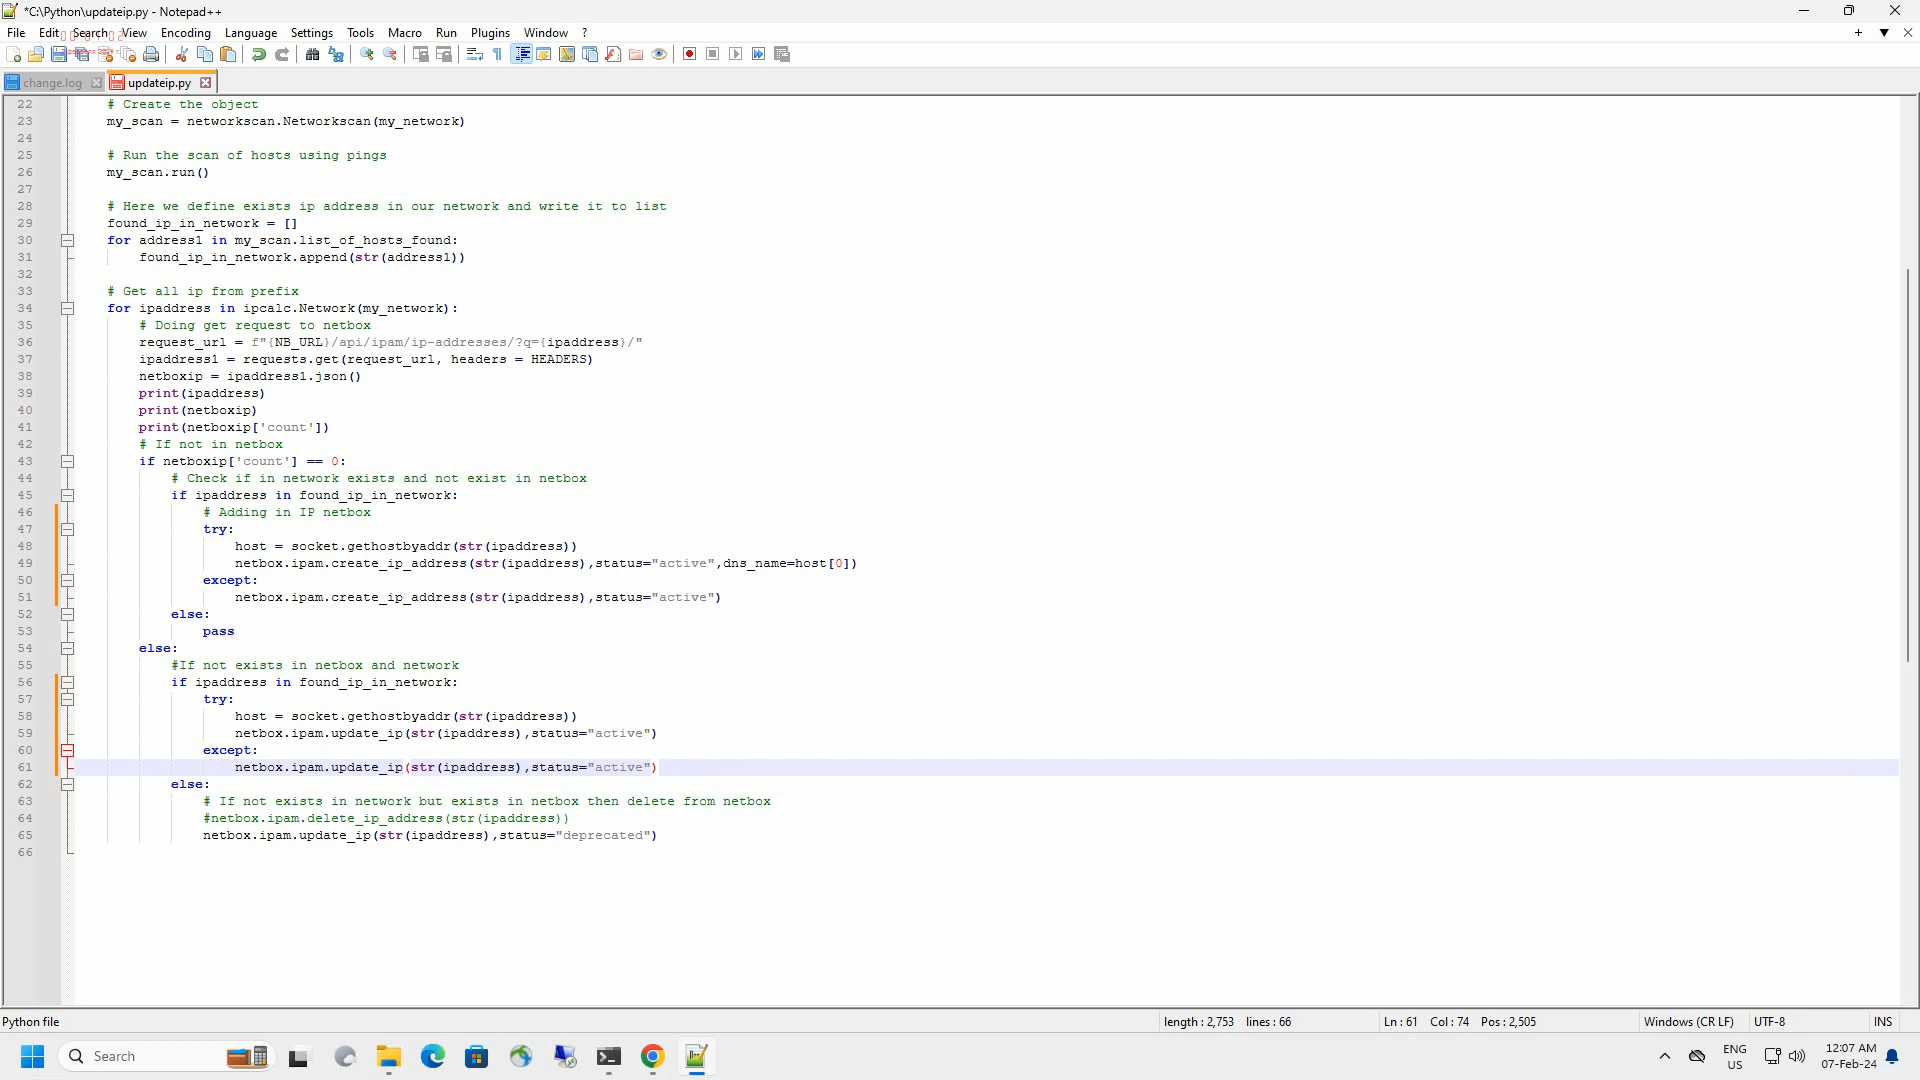 *C:\Python\updateip.py - Notepad++
File Edit Search View Encoding Language Settings Tools Macro Run Plugins Window ?
change.log updateip.py
22 # Create the object
23 my_scan = networkscan.Networkscan(my_network)
24
25 # Run the scan of hosts using pings
26 my_scan.run()
27
28 # Here we define exists ip address in our network and write it to list
29 found_ip_in_network = []
30 for address1 in my_scan.list_of_hosts_found:
31 found_ip_in_network.append(str(address1))
32
33 # Get all ip from prefix
34 for ipaddress in ipcalc.Network(my_network):
35 # Doing get request to netbox
36 request_url = f"{NB_URL}/api/ipam/ip-addresses/?q={ipaddress}/"
37 ipaddress1 = requests.get(request_url, headers = HEADERS)
38 netboxip = ipaddress1.json()
39 print(ipaddress)
40 print(netboxip)
41 print(netboxip['count'])
42 # If not in netbox
43 if netboxip['count'] == 0:
44 # Check if in network exists and not exist in netbox
45 if ipaddress in found_ip_in_network:
46 # Adding in IP netbox
47 try:
48 host = socket.gethostbyaddr(str(ipaddress))
49 netbox.ipam.create_ip_address(str(ipaddress),status="active",dns_name=host[0])
50 except:
51 netbox.ipam.create_ip_address(str(ipaddress),status="active")
52 else:
53 pass
54 else:
55 #If not exists in netbox and network
56 if ipaddress in found_ip_in_network:
57 try:
58 host = socket.gethostbyaddr(str(ipaddress))
59 netbox.ipam.update_ip(str(ipaddress),status="active")
60 except:
61 netbox.ipam.update_ip(str(ipaddress),status="active")
62 else:
63 # If not exists in network but exists in netbox then delete from netbox
64 #netbox.ipam.delete_ip_address(str(ipaddress))
65 netbox.ipam.update_ip(str(ipaddress),status="deprecated")
66
Python file length : 2,753 lines : 66 Ln : 61 Col : 74 Pos : 2,505 Windows (CR LF) UTF-8 INS
Search ENG 12:07 AM
US 07-Feb-24